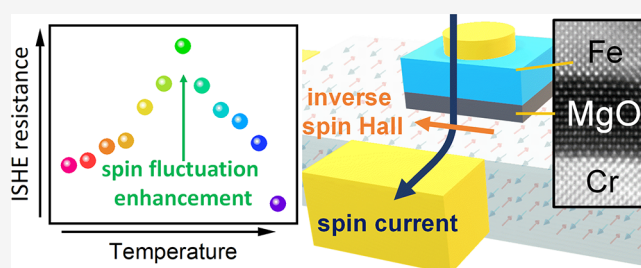 ISHE resistance
spin fluctuation
enhancement
Temperature
inverse
spin Hall
spin current
Fe
MgO
Cr